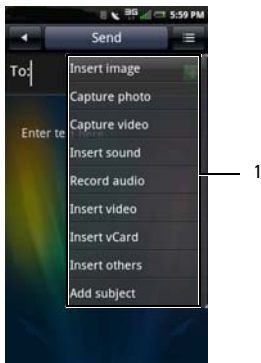 3G 5:59 PM
Send
To:
Insert image
Capture photo
Enter te
Capture video
Insert sound
Record audio
Insert video
Insert vCard
Insert others
Add subject
1